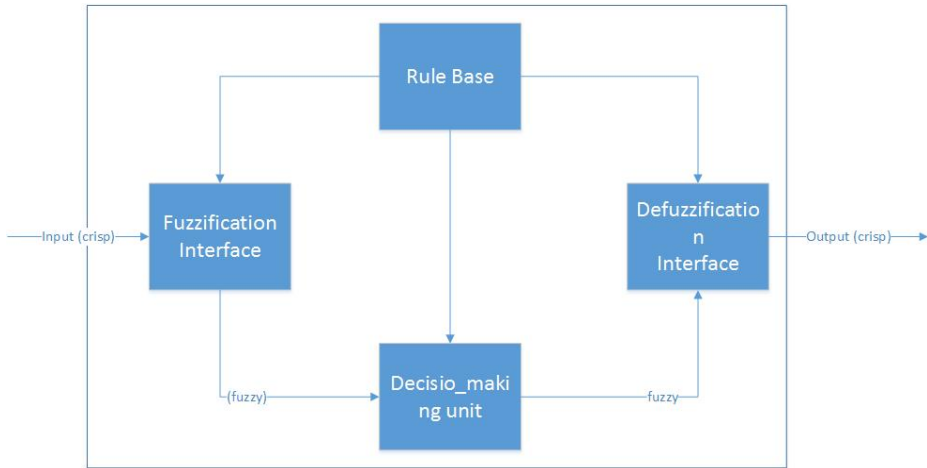 Rule Base
Fuzzification
Interface
Defuzzificatio
n
Interface
Input (crisp)
Output (crisp)
Decisio_maki
ng unit
(fuzzy)
fuzzy